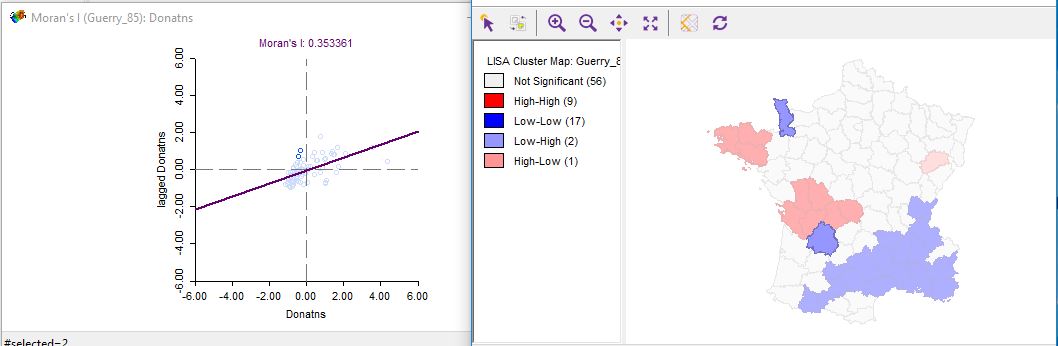 Moran's I (Guerry_85): Donatns
Moran's I: 0.353361
6.00
4.00
2.00
0.00
-2.00
-4.00
-6.00
lagged Donatns
-6.00 -4.00 -2.00 0.00 2.00 4.00 6.00
Donatns
#selected=2
LISA Cluster Map: Guerry_8
Not Significant (56)
High-High (9)
Low-Low (17)
Low-High (2)
High-Low (1)